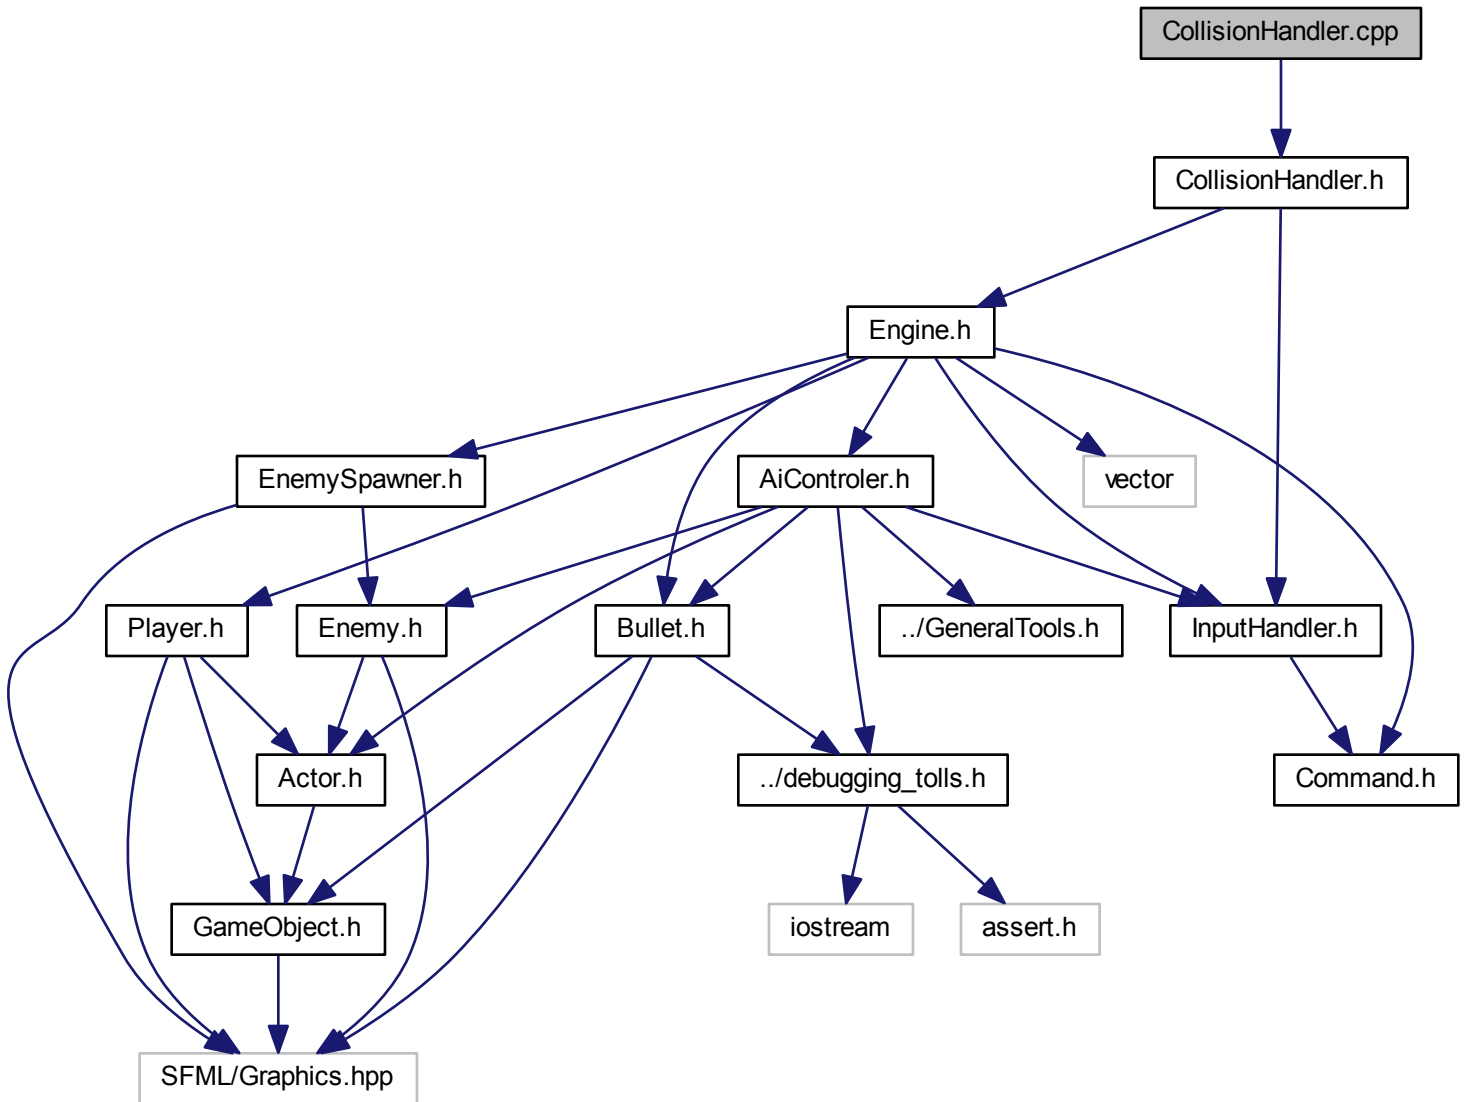 CollisionHandler.cpp
CollisionHandler.h
Engine.h
EnemySpawner.h
AiControler.h
vector
Player.h
Enemy.h
Bullet.h
../GeneralTools.h
InputHandler.h
Actor.h
../debugging_tolls.h
Command.h
GameObject.h
iostream
assert.h
SFML/Graphics.hpp